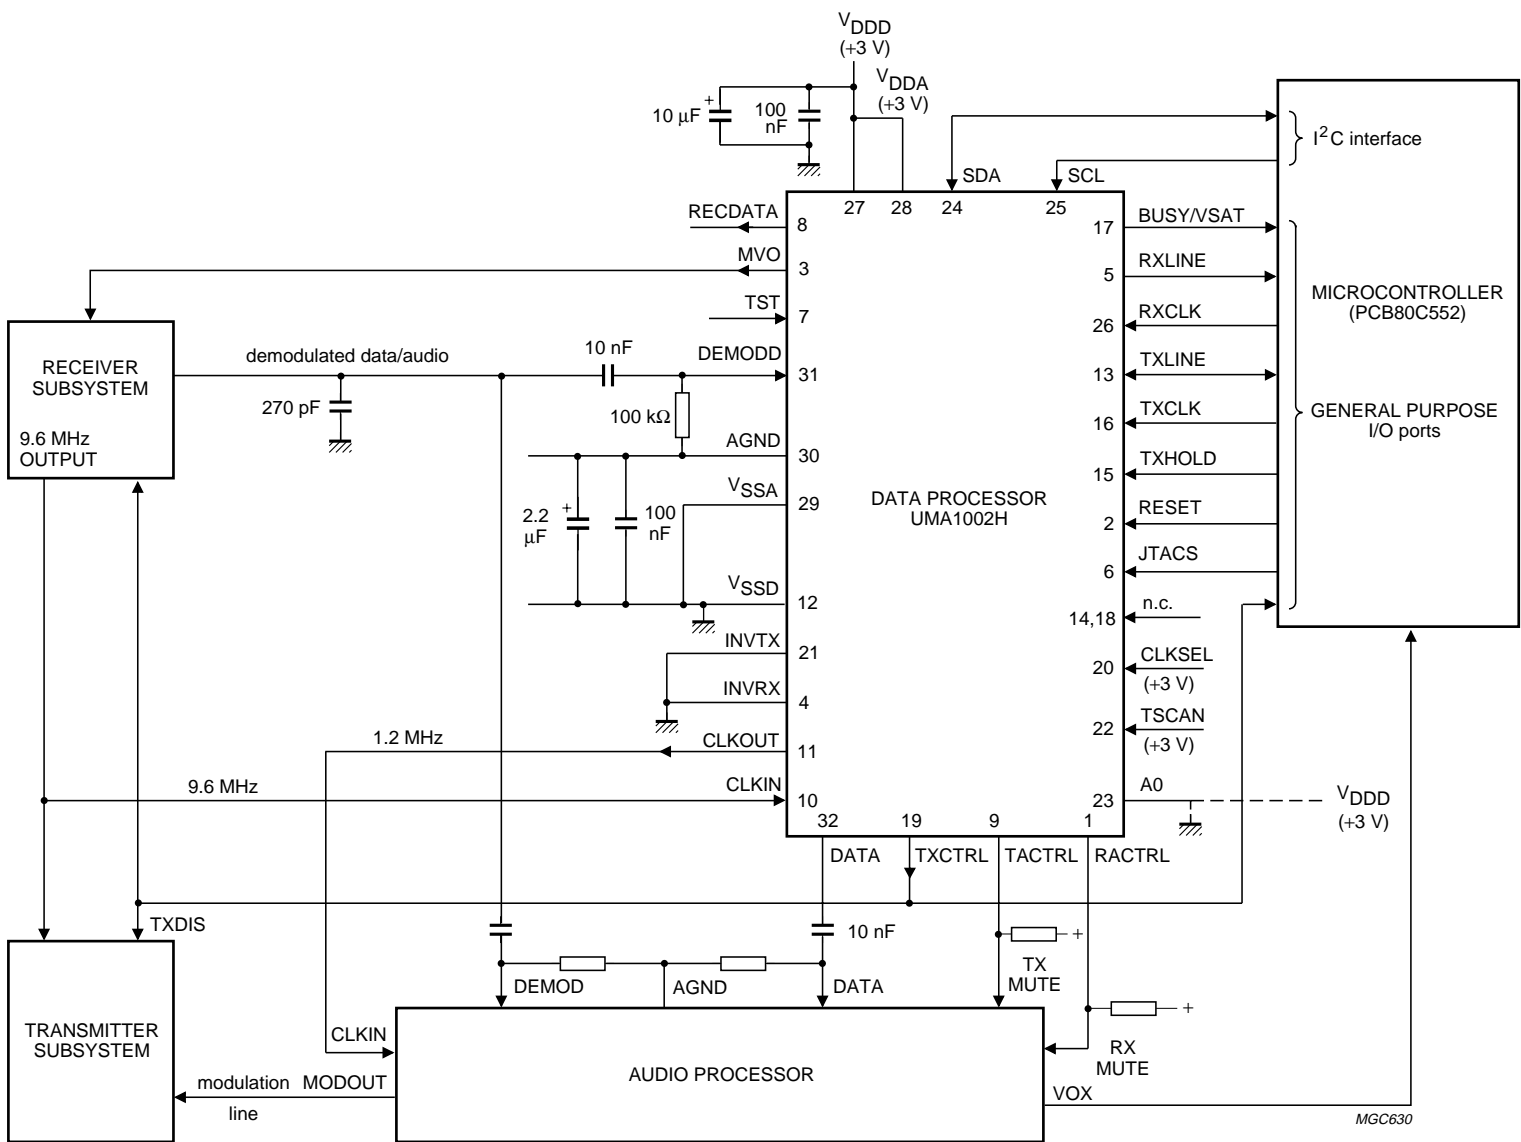 VDDD
(+3 V)
VDDA
(+3 V)
10 μF
+
100
nF
I2C interface
SDA
SCL
27
28
24
25
RECDATA
8
MVO
3
TST
7
DEMODD
31
10 nF
demodulated data/audio
270 pF
100 kΩ
RECEIVER
SUBSYSTEM
9.6 MHz
OUTPUT
AGND
30
VSSA
29
2.2
μF
+
100
nF
VSSD
12
INVTX
21
INVRX
4
1.2 MHz
CLKOUT
11
9.6 MHz
CLKIN
10
DATA PROCESSOR
UMA1002H
17
BUSY/VSAT
5
RXLINE
26
RXCLK
13
TXLINE
16
TXCLK
15
TXHOLD
2
RESET
6
JTACS
14,18
n.c.
20
CLKSEL
(+3 V)
22
TSCAN
(+3 V)
23
A0
VDDD
(+3 V)
MICROCONTROLLER
(PCB80C552)
GENERAL PURPOSE
I/O ports
32
19
9
1
DATA
TXCTRL
TACTRL
RACTRL
TXDIS
10 nF
+
TX
MUTE
+
RX
MUTE
DEMOD
AGND
DATA
TRANSMITTER
SUBSYSTEM
CLKIN
modulation
line
MODOUT
AUDIO PROCESSOR
VOX
MGC630